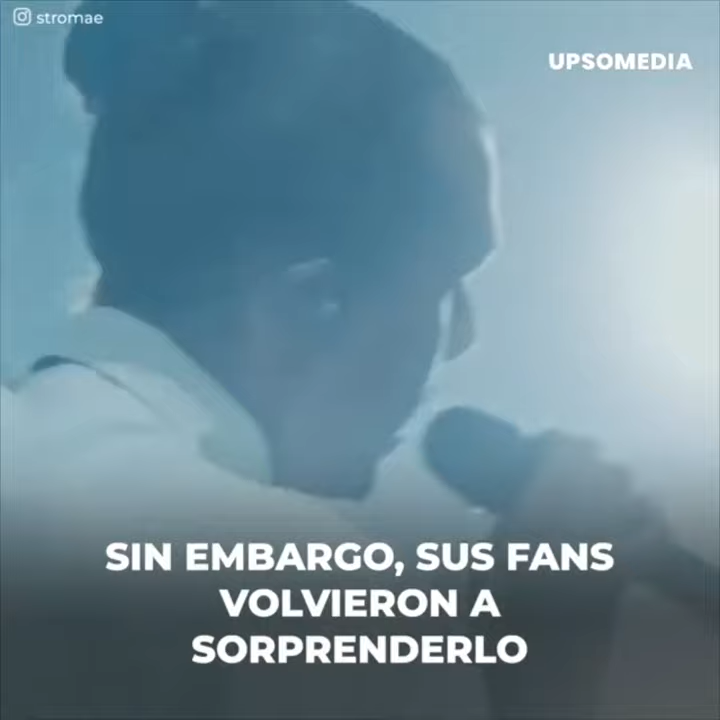 stromae
UPSOMEDIA
SIN EMBARGO, SUS FANS
VOLVIERON A
SORPRENDERLO